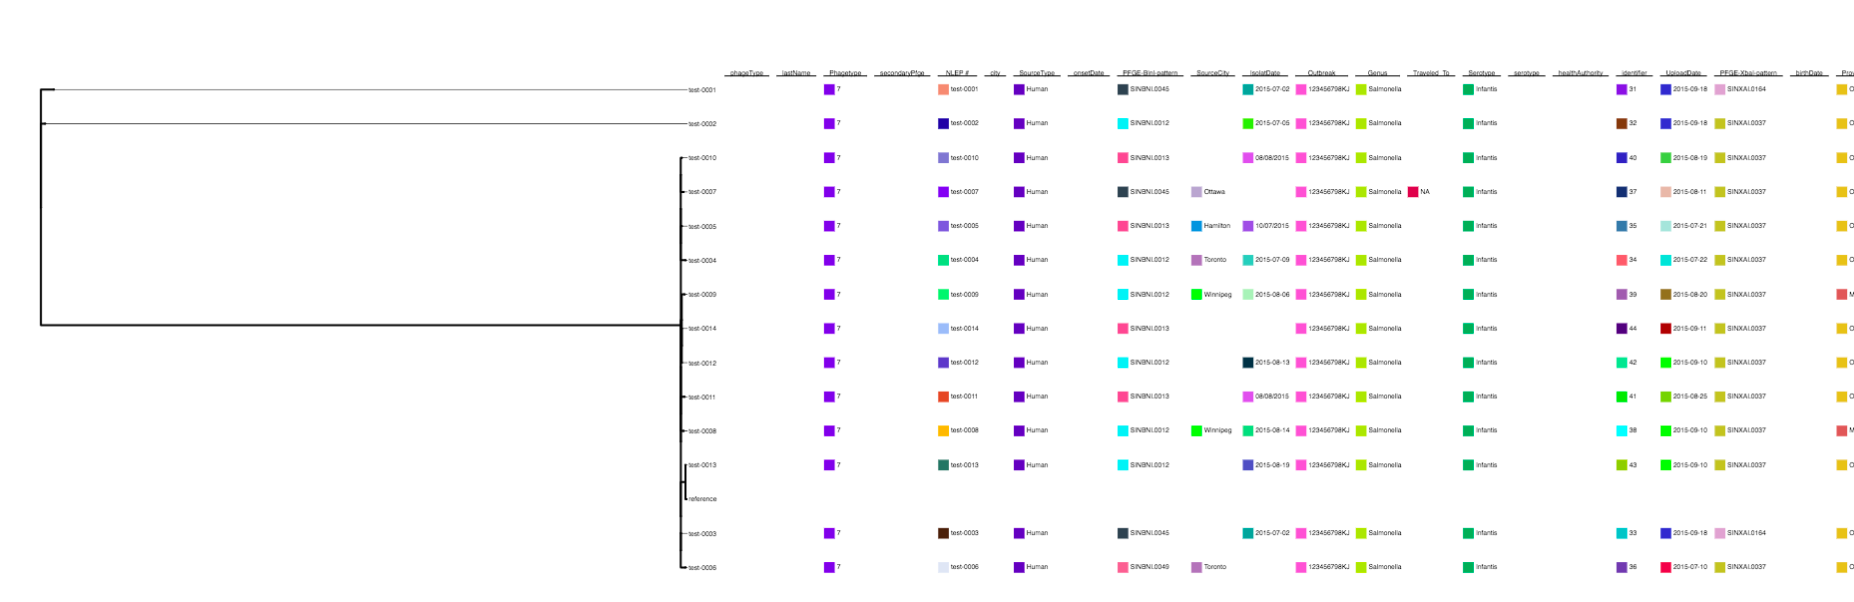 phageType lastName Phagetype secondaryPfge NLEP # city SourceType onsetDate PFGE-BlnI-pattern SourceCity IsolatDate Outbreak Genus Traveled_To Serotype serotype healthAuthority identifier UploadDate PFGE-XbaI-pattern birthDate
test-0001 7 test-0001 Human SINBNI.0045 2015-07-02 123456798KJ Salmonella Infantis 31 2015-09-18 SINXAI.0164 O
test-0002 7 test-0002 Human SINBNI.0012 2015-07-05 123456798KJ Salmonella Infantis 32 2015-09-18 SINXAI.0037 O
test-0010 7 test-0010 Human SINBNI.0013 08/08/2015 123456798KJ Salmonella Infantis 40 2015-08-19 SINXAI.0037 O
test-0007 7 test-0007 Human SINBNI.0045 Ottawa 123456798KJ Salmonella NA Infantis 37 2015-08-11 SINXAI.0037 O
test-0005 7 test-0005 Human SINBNI.0013 Hamilton 10/07/2015 123456798KJ Salmonella Infantis 35 2015-07-21 SINXAI.0037 O
test-0004 7 test-0004 Human SINBNI.0012 Toronto 2015-07-09 123456798KJ Salmonella Infantis 34 2015-07-22 SINXAI.0037 O
test-0009 7 test-0009 Human SINBNI.0012 Winnipeg 2015-08-06 123456798KJ Salmonella Infantis 39 2015-08-20 SINXAI.0037 M
test-0014 7 test-0014 Human SINBNI.0013 123456798KJ Salmonella Infantis 44 2015-09-11 SINXAI.0037 O
test-0012 7 test-0012 Human SINBNI.0012 2015-08-13 123456798KJ Salmonella Infantis 42 2015-09-10 SINXAI.0037 O
test-0011 7 test-0011 Human SINBNI.0013 08/08/2015 123456798KJ Salmonella Infantis 41 2015-08-25 SINXAI.0037 O
test-0008 7 test-0008 Human SINBNI.0012 Winnipeg 2015-08-14 123456798KJ Salmonella Infantis 38 2015-09-10 SINXAI.0037 M
test-0013 7 test-0013 Human SINBNI.0012 2015-08-19 123456798KJ Salmonella Infantis 43 2015-09-10 SINXAI.0037 O
reference
test-0003 7 test-0003 Human SINBNI.0045 2015-07-02 123456798KJ Salmonella Infantis 33 2015-09-18 SINXAI.0164 O
test-0006 7 test-0006 Human SINBNI.0049 Toronto 123456798KJ Salmonella Infantis 36 2015-07-10 SINXAI.0037 O